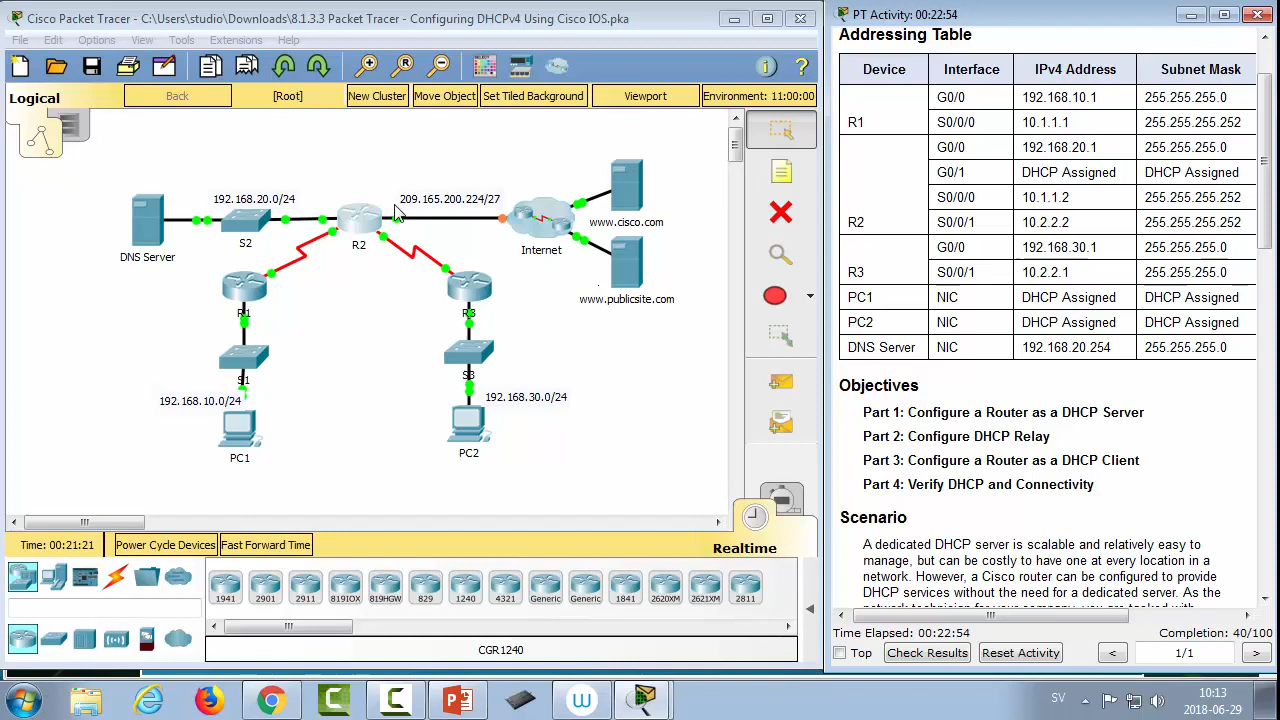 Cisco Packet Tracer - C:\Users\studio\Downloads\8.1.3.3 Packet Tracer - Configuring DHCPv4 Using Cisco IOS.pka
File Edit Options View Tools Extensions Help
Logical Back [Root] New Cluster Move Object Set Tiled Background Viewport Environment: 11:00:00
192.168.20.0/24
209.165.200.224/27
www.cisco.com
S2
R2
DNS Server
Internet
www.publicsite.com
R1
R3
S1
S3
192.168.10.0/24
192.168.30.0/24
PC1
PC2
Time: 00:21:21 Power Cycle Devices Fast Forward Time
Realtime
1941 2901 2911 819IOX 819HGW 829 1240 4321 Generic Generic 1841 2620XM 2621XM 2811
CGR1240
PT Activity: 00:22:54
Addressing Table
Device Interface IPv4 Address Subnet Mask
G0/0 192.168.10.1 255.255.255.0
R1 S0/0/0 10.1.1.1 255.255.255.252
G0/0 192.168.20.1 255.255.255.0
G0/1 DHCP Assigned DHCP Assigned
S0/0/0 10.1.1.2 255.255.255.252
R2 S0/0/1 10.2.2.2 255.255.255.252
G0/0 192.168.30.1 255.255.255.0
R3 S0/0/1 10.2.2.1 255.255.255.252
PC1 NIC DHCP Assigned DHCP Assigned
PC2 NIC DHCP Assigned DHCP Assigned
DNS Server NIC 192.168.20.254 255.255.255.0
Objectives
Part 1: Configure a Router as a DHCP Server
Part 2: Configure DHCP Relay
Part 3: Configure a Router as a DHCP Client
Part 4: Verify DHCP and Connectivity
Scenario
A dedicated DHCP server is scalable and relatively easy to
manage, but can be costly to have one at every location in a
network. However, a Cisco router can be configured to provide
DHCP services without the need for a dedicated server. As the
Time Elapsed: 00:22:54 Completion: 40/100
Top Check Results Reset Activity < 1/1 >
SV
10:13
2018-06-29